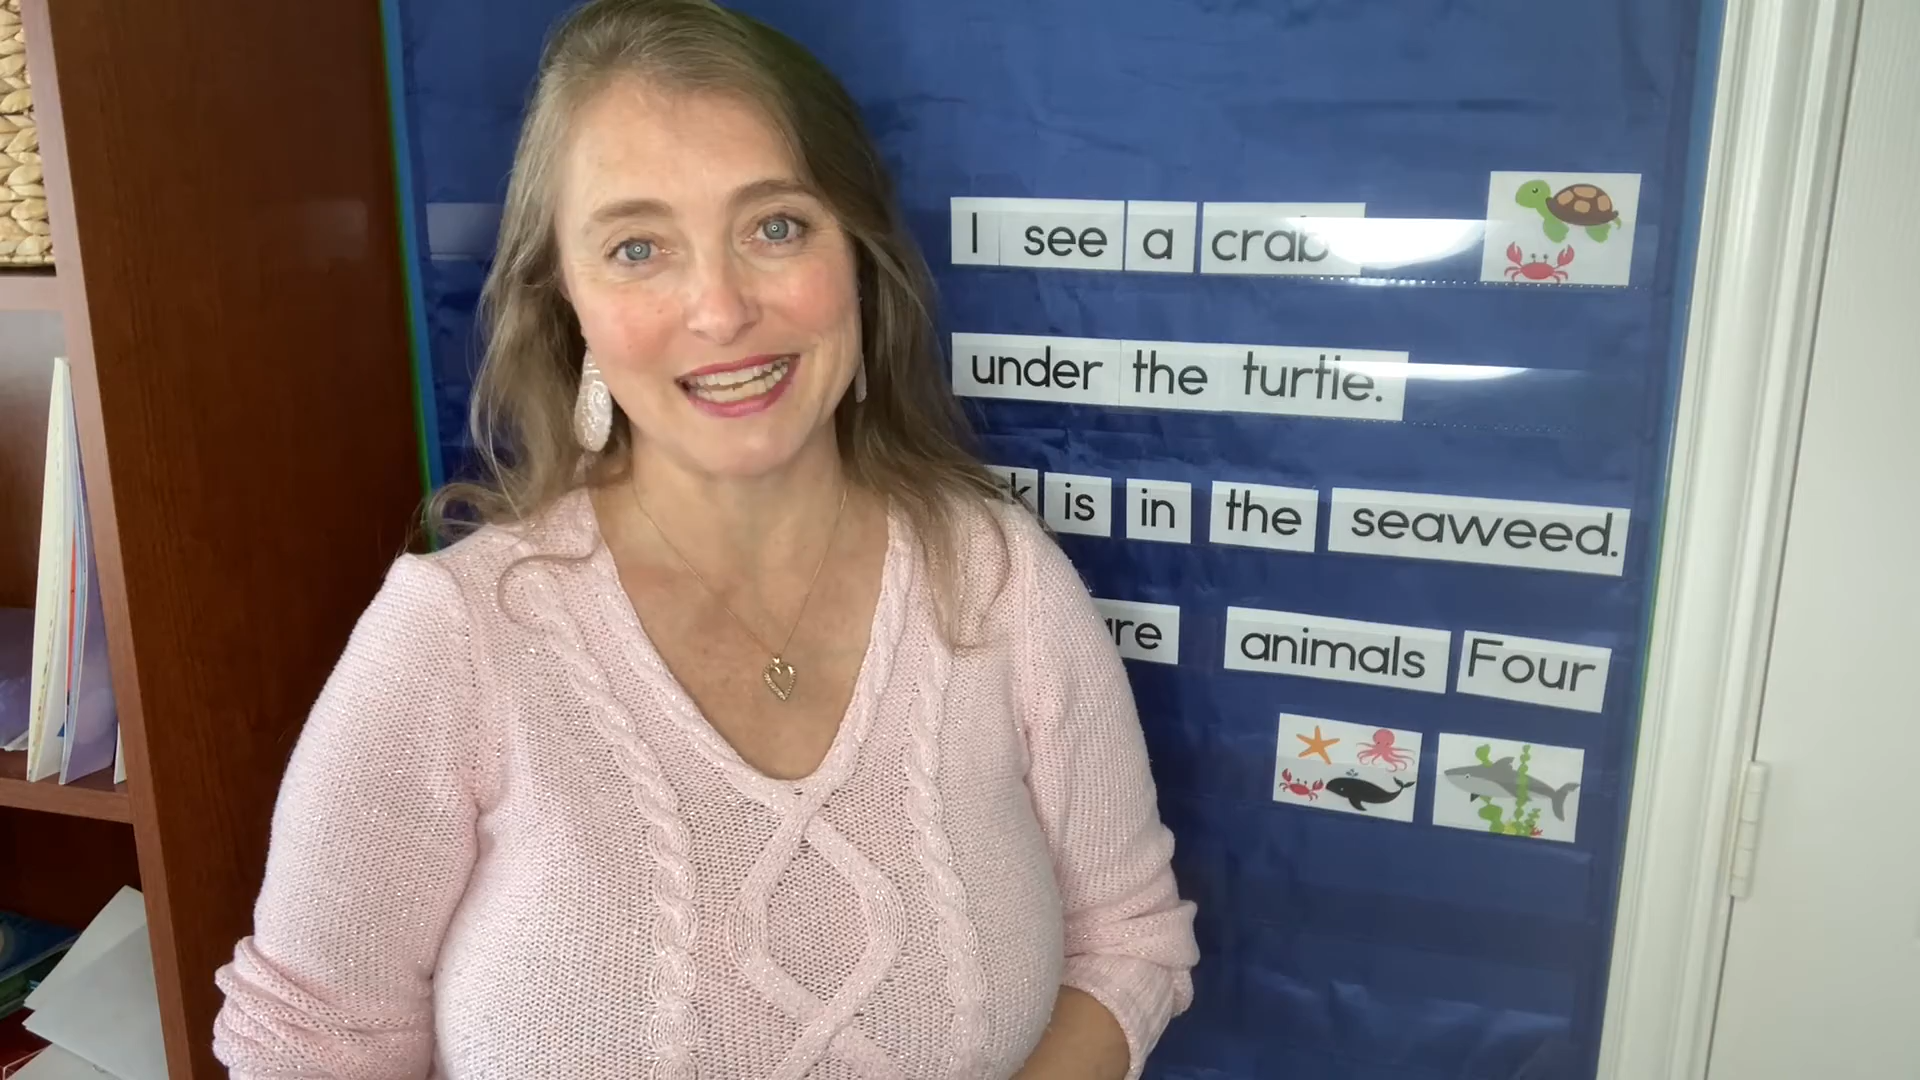 I see a crab
under the turtle.
is in the seaweed.
animals Four